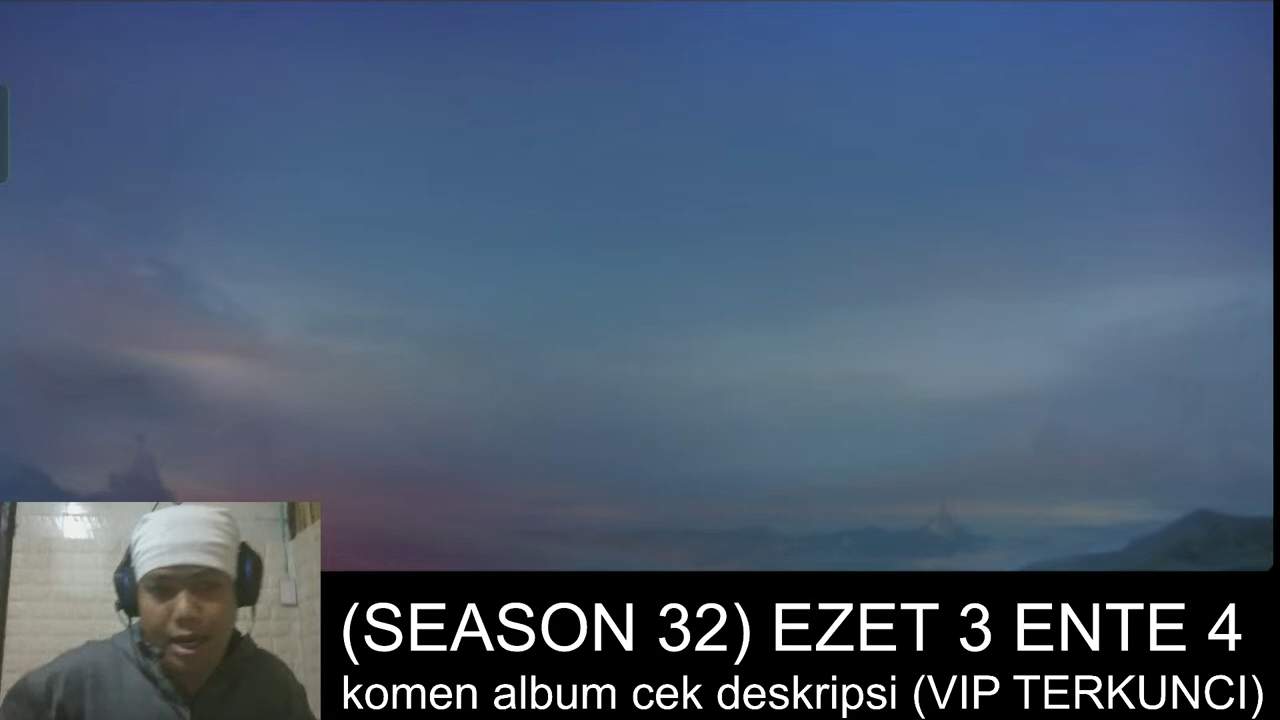 (SEASON 32) EZET 3 ENTE 4
komen album cek deskripsi (VIP TERKUNCI)